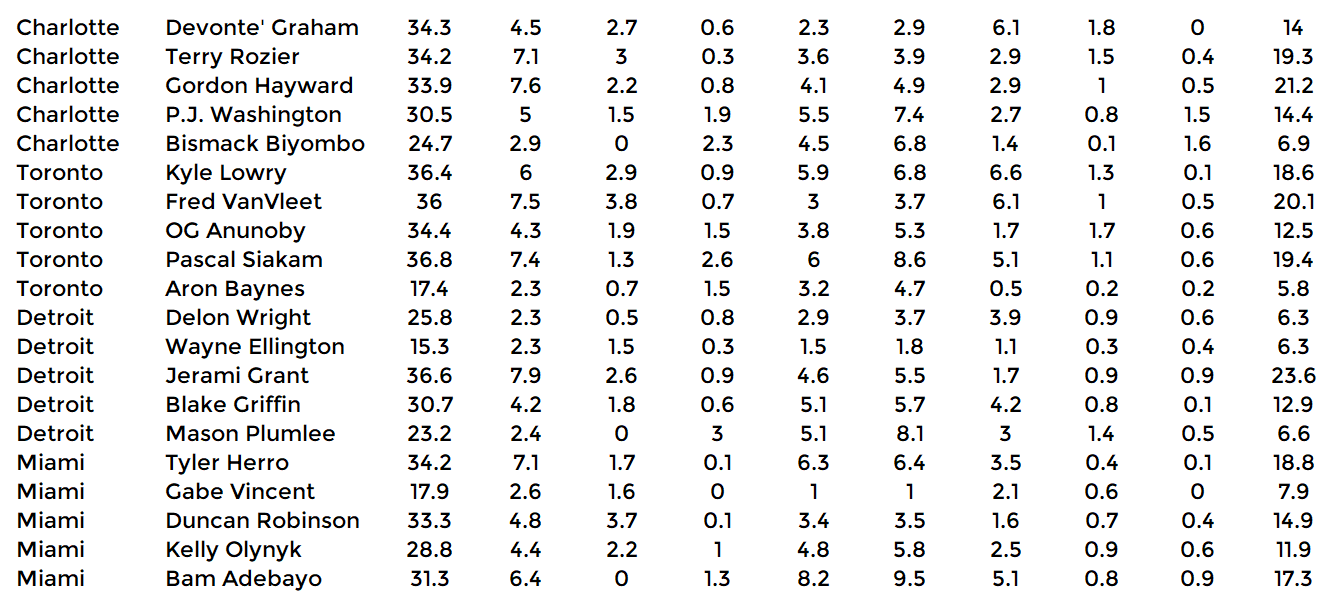 Charlotte Devonte' Graham 34.3 4.5 2.7 0.6 2.3 2.9 6.1 1.8 0 14
Charlotte Terry Rozier 34.2 7.1 3 0.3 3.6 3.9 2.9 1.5 0.4 19.3
Charlotte Gordon Hayward 33.9 7.6 2.2 0.8 4.1 4.9 2.9 1 0.5 21.2
Charlotte P.J. Washington 30.5 5 1.5 1.9 5.5 7.4 2.7 0.8 1.5 14.4
Charlotte Bismack Biyombo 24.7 2.9 0 2.3 4.5 6.8 1.4 0.1 1.6 6.9
Toronto Kyle Lowry 36.4 6 2.9 0.9 5.9 6.8 6.6 1.3 0.1 18.6
Toronto Fred VanVleet 36 7.5 3.8 0.7 3 3.7 6.1 1 0.5 20.1
Toronto OG Anunoby 34.4 4.3 1.9 1.5 3.8 5.3 1.7 1.7 0.6 12.5
Toronto Pascal Siakam 36.8 7.4 1.3 2.6 6 8.6 5.1 1.1 0.6 19.4
Toronto Aron Baynes 17.4 2.3 0.7 1.5 3.2 4.7 0.5 0.2 0.2 5.8
Detroit Delon Wright 25.8 2.3 0.5 0.8 2.9 3.7 3.9 0.9 0.6 6.3
Detroit Wayne Ellington 15.3 2.3 1.5 0.3 1.5 1.8 1.1 0.3 0.4 6.3
Detroit Jerami Grant 36.6 7.9 2.6 0.9 4.6 5.5 1.7 0.9 0.9 23.6
Detroit Blake Griffin 30.7 4.2 1.8 0.6 5.1 5.7 4.2 0.8 0.1 12.9
Detroit Mason Plumlee 23.2 2.4 0 3 5.1 8.1 3 1.4 0.5 6.6
Miami Tyler Herro 34.2 7.1 1.7 0.1 6.3 6.4 3.5 0.4 0.1 18.8
Miami Gabe Vincent 17.9 2.6 1.6 0 1 1 2.1 0.6 0 7.9
Miami Duncan Robinson 33.3 4.8 3.7 0.1 3.4 3.5 1.6 0.7 0.4 14.9
Miami Kelly Olynyk 28.8 4.4 2.2 1 4.8 5.8 2.5 0.9 0.6 11.9
Miami Bam Adebayo 31.3 6.4 0 1.3 8.2 9.5 5.1 0.8 0.9 17.3